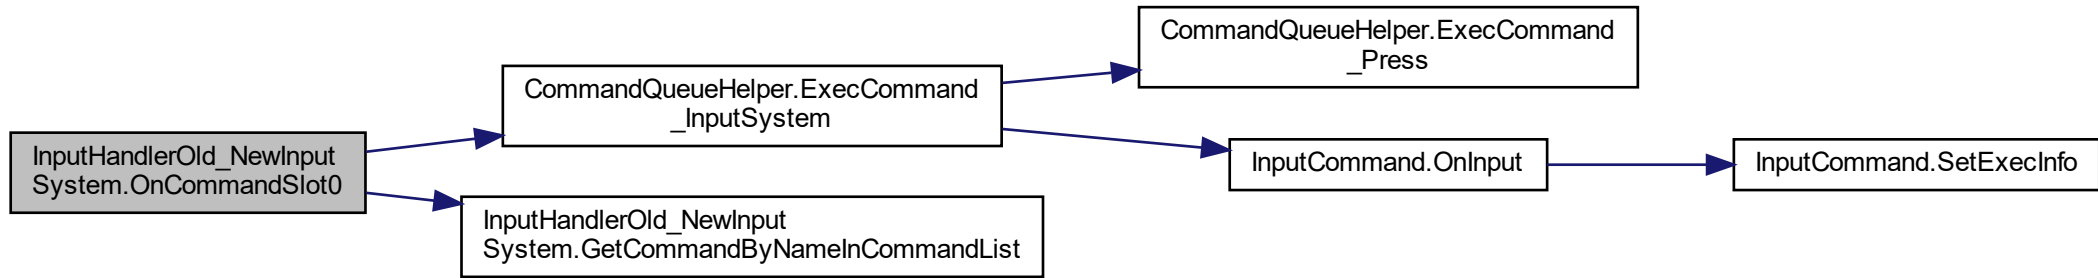 InputHandlerOld_NewInput
System.OnCommandSlot0
CommandQueueHelper.ExecCommand
_InputSystem
CommandQueueHelper.ExecCommand
_Press
InputCommand.OnInput
InputCommand.SetExecInfo
InputHandlerOld_NewInput
System.GetCommandByNameInCommandList